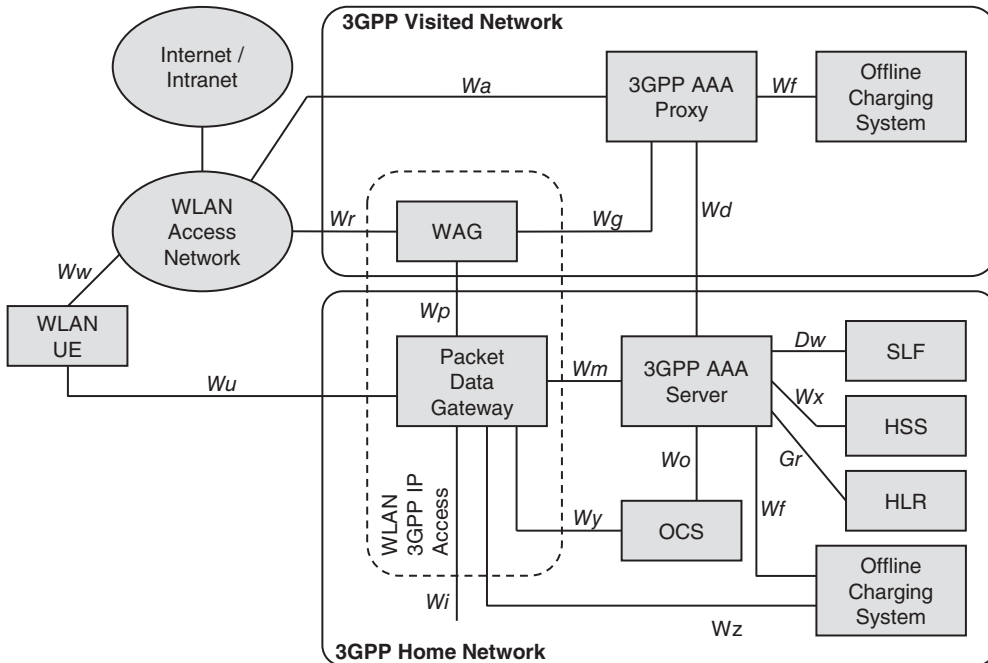 3GPP Visited Network
Internet /
Intranet
Wa
3GPP AAA
Proxy
Wf
Offline
Charging
System
WLAN
Access
Network
Wr
WAG
Wg
Wd
Ww
WLAN
UE
Wp
Wu
Packet
Data
Gateway
Wm
3GPP AAA
Server
Dw
SLF
Wx
HSS
Gr
HLR
Wo
Wf
WLAN
3GPP IP
Access
Wy
OCS
Offline
Charging
System
Wi
Wz
3GPP Home Network